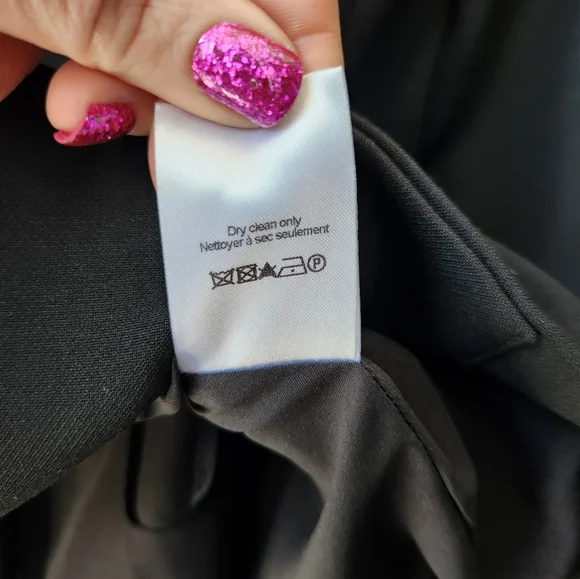 Dry clean only
Nettoyer à sec seulement
P